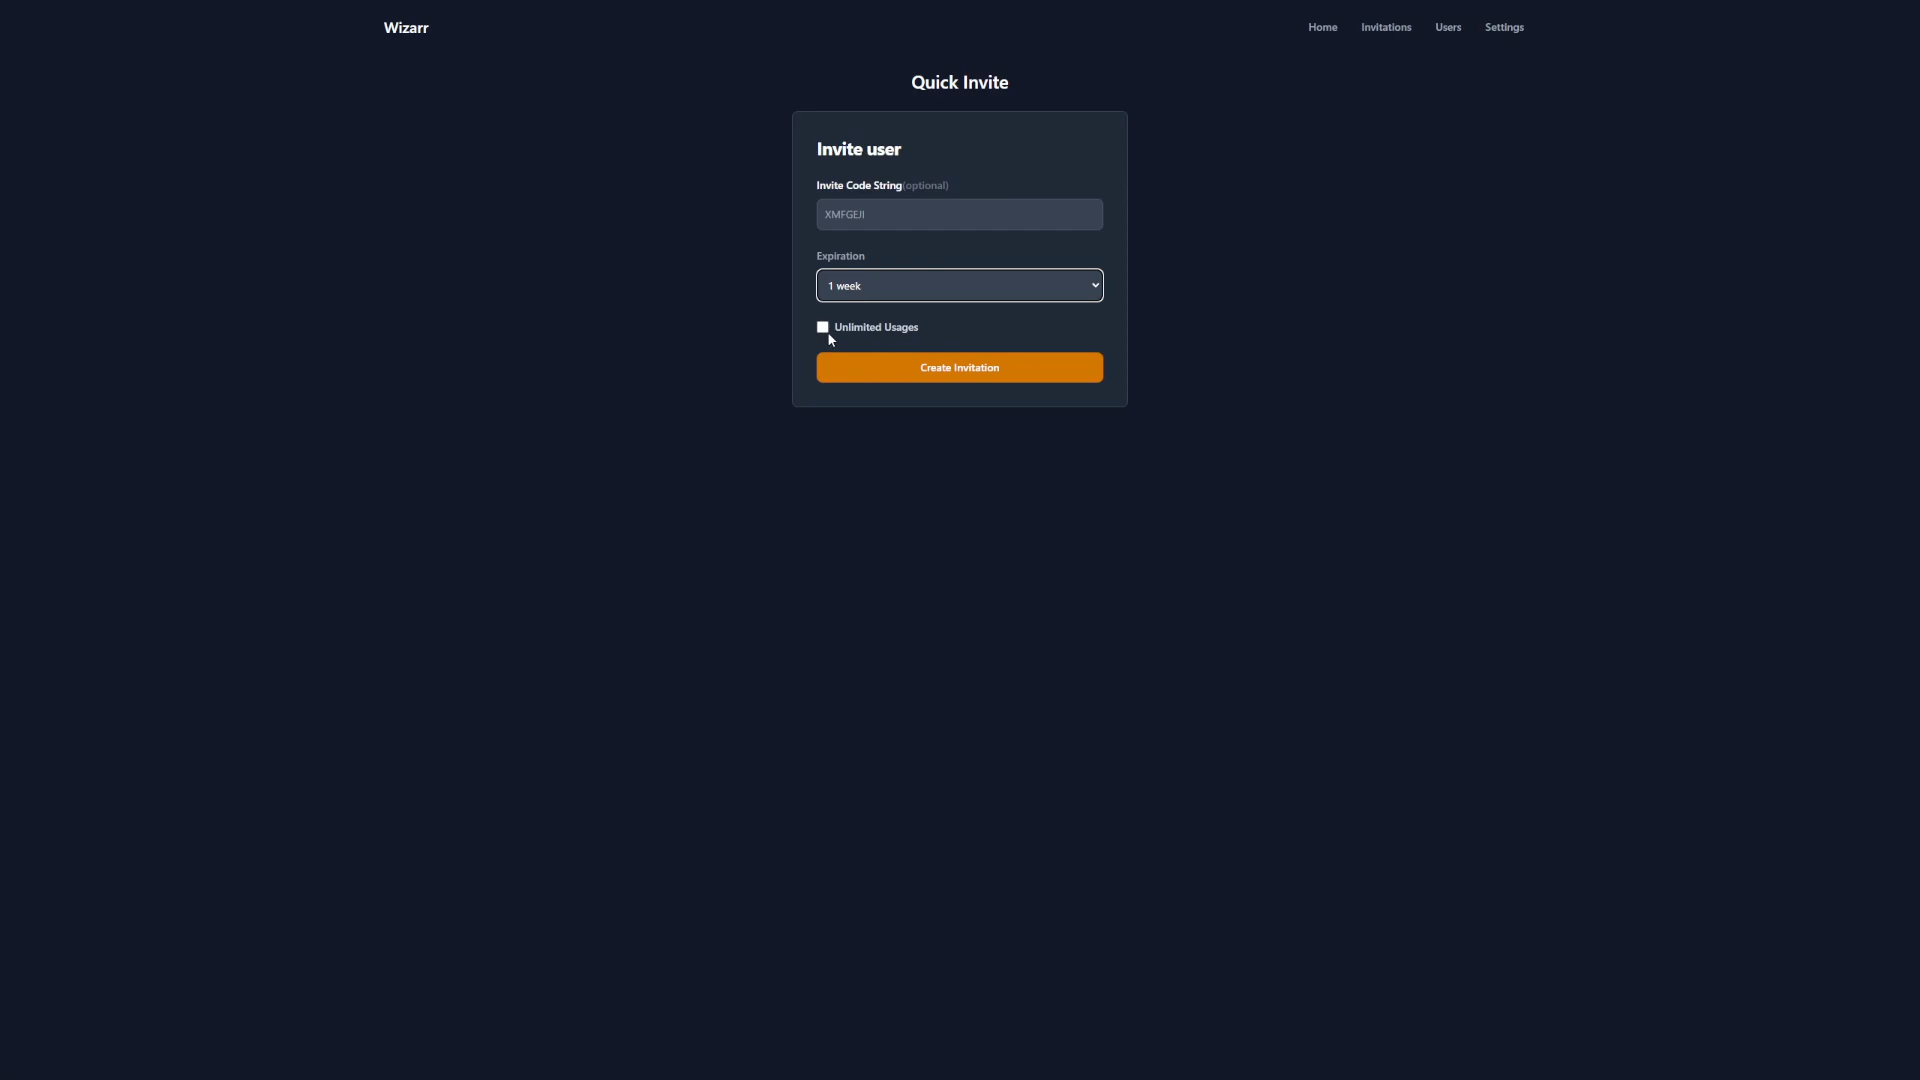 Wizarr
Home Invitations Users Settings
Quick Invite
Invite user
Invite Code String(optional)
XMFGEJI
Expiration
1 week
Unlimited Usages
Create Invitation